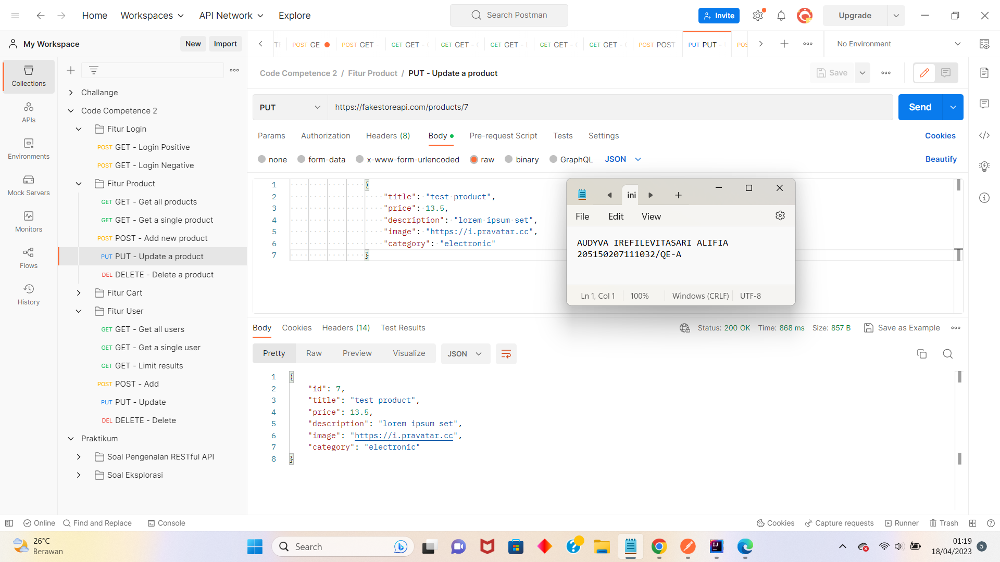 Home Workspaces API Network Explore Search Postman Invite Upgrade
My Workspace New Import
POST GE POST GET - GET GET - GET GET - GET GET - GET GET - GET GET - POST POST PUT PUT - No Environment
Collections
APIs
Environments
Mock Servers
Monitors
Flows
History
Challange
Code Competence 2
Fitur Login
POST GET - Login Positive
POST GET - Login Negative
Fitur Product
GET GET - Get all products
GET GET - Get a single product
POST POST - Add new product
PUT PUT - Update a product
DEL DELETE - Delete a product
Fitur Cart
Fitur User
GET GET - Get all users
GET GET - Get a single user
GET GET - Limit results
POST POST - Add
PUT PUT - Update
DEL DELETE - Delete
Praktikum
Soal Pengenalan RESTful API
Soal Eksplorasi
Code Competence 2 / Fitur Product / PUT - Update a product Save
PUT https://fakestoreapi.com/products/7 Send
Params Authorization Headers (8) Body Pre-request Script Tests Settings Cookies
none form-data x-www-form-urlencoded raw binary GraphQL JSON Beautify
1 {
2 "title": "test product",
3 "price": 13.5,
4 "description": "lorem ipsum set",
5 "image": "https://i.pravatar.cc",
6 "category": "electronic"
7 }
ini
File Edit View
AUDYVA IREFILEVITASARI ALIFIA
205150207111032/QE-A
Ln 1, Col 1 100% Windows (CRLF) UTF-8
Body Cookies Headers (14) Test Results Status: 200 OK Time: 868 ms Size: 857 B Save as Example
Pretty Raw Preview Visualize JSON
1 {
2 "id": 7,
3 "title": "test product",
4 "price": 13.5,
5 "description": "lorem ipsum set",
6 "image": "https://i.pravatar.cc",
7 "category": "electronic"
8 }
Online Find and Replace Console Cookies Capture requests Runner Trash
26°C
Berawan
Search
01:19
18/04/2023 5